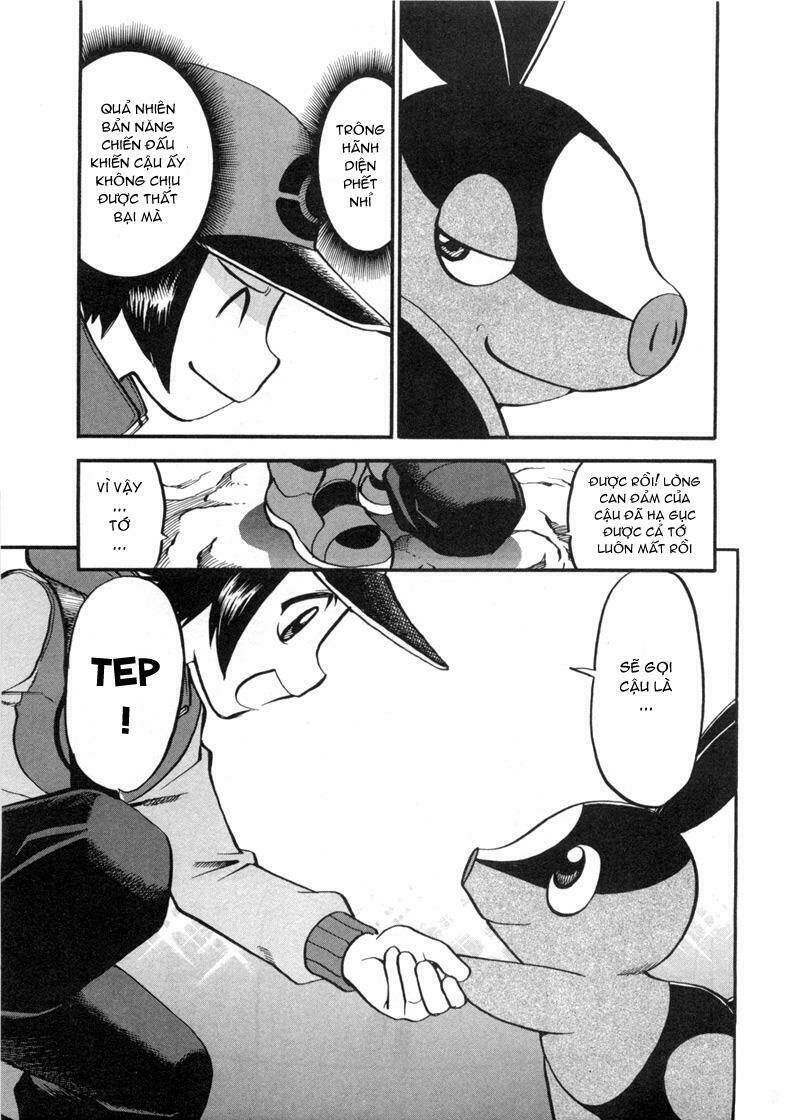 TRÔNG
HÃNH
DIỆN
PHẾT
NHỈ
QUẢ NHIÊN
BẢN NĂNG
CHIẾN ĐẤU
KHIẾN CẬU ẤY
KHÔNG CHỊU
ĐƯỢC THẤT
BẠI MÀ
ĐƯỢC RỒI! LÒNG
CAN ĐẢM CỦA
CẬU ĐÃ HẠ GỤC
ĐƯỢC CẢ TỚ
LUÔN MẤT RỒI
VÌ VẬY
...
TỚ
...
SẼ GỌI
CẬU LÀ
...
TEP
!